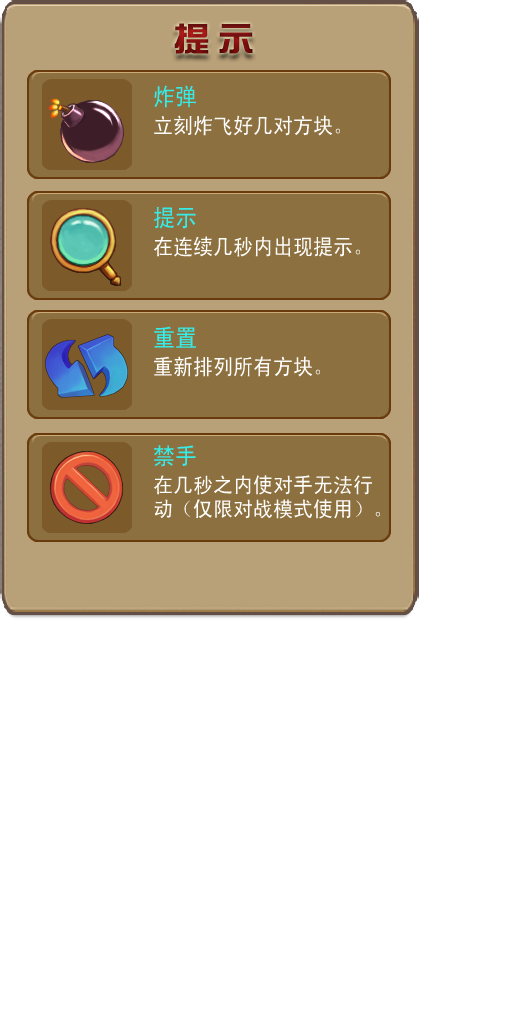 提示
炸弹
立刻炸飞好几对方块。
提示
在连续几秒内出现提示。
重置
重新排列所有方块。
禁手
在几秒之内使对手无法行
动（仅限对战模式使用）。